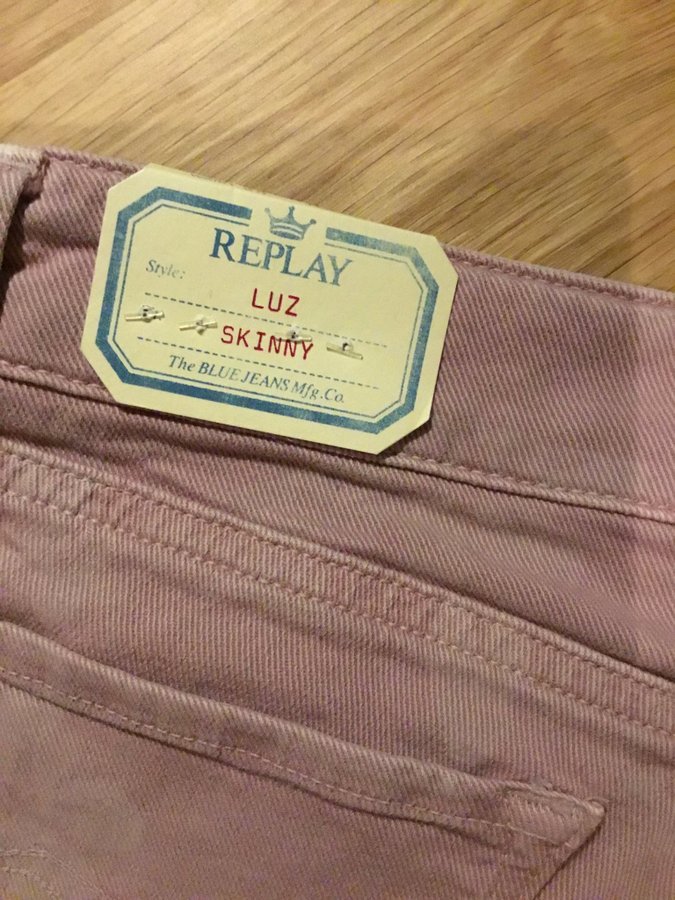 REPLAY
Style:
LUZ
SKINNY
The BLUE JEANS Mfg.Co.